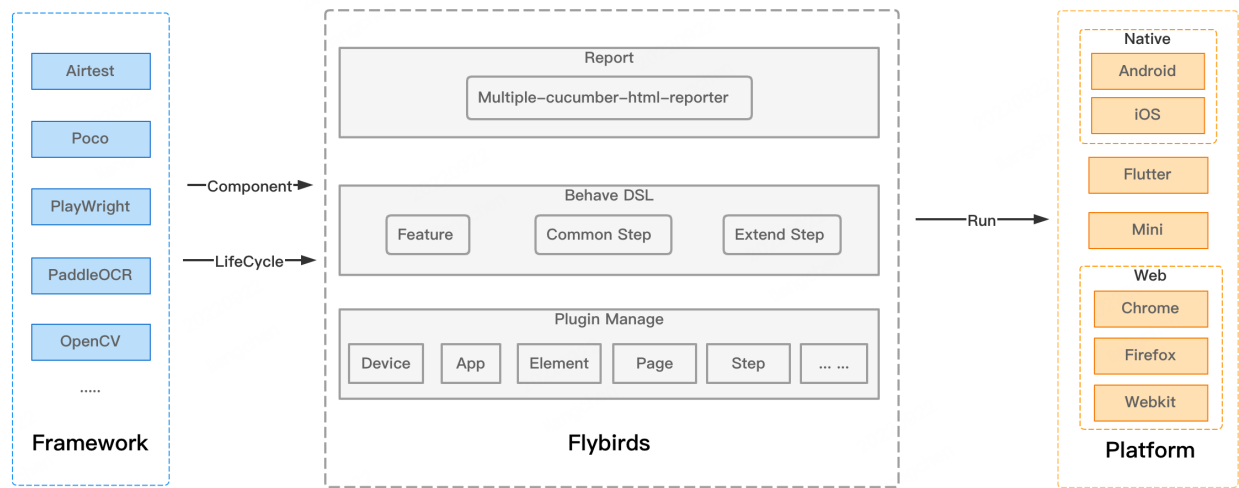 Airtest
Poco
PlayWright
PaddleOCR
OpenCV
.....
Framework
Component
LifeCycle
Report
Multiple-cucumber-html-reporter
Behave DSL
Feature
Common Step
Extend Step
Plugin Manage
Device
App
Element
Page
Step
... ...
Flybirds
Run
Native
Android
iOS
Flutter
Mini
Web
Chrome
Firefox
Webkit
Platform